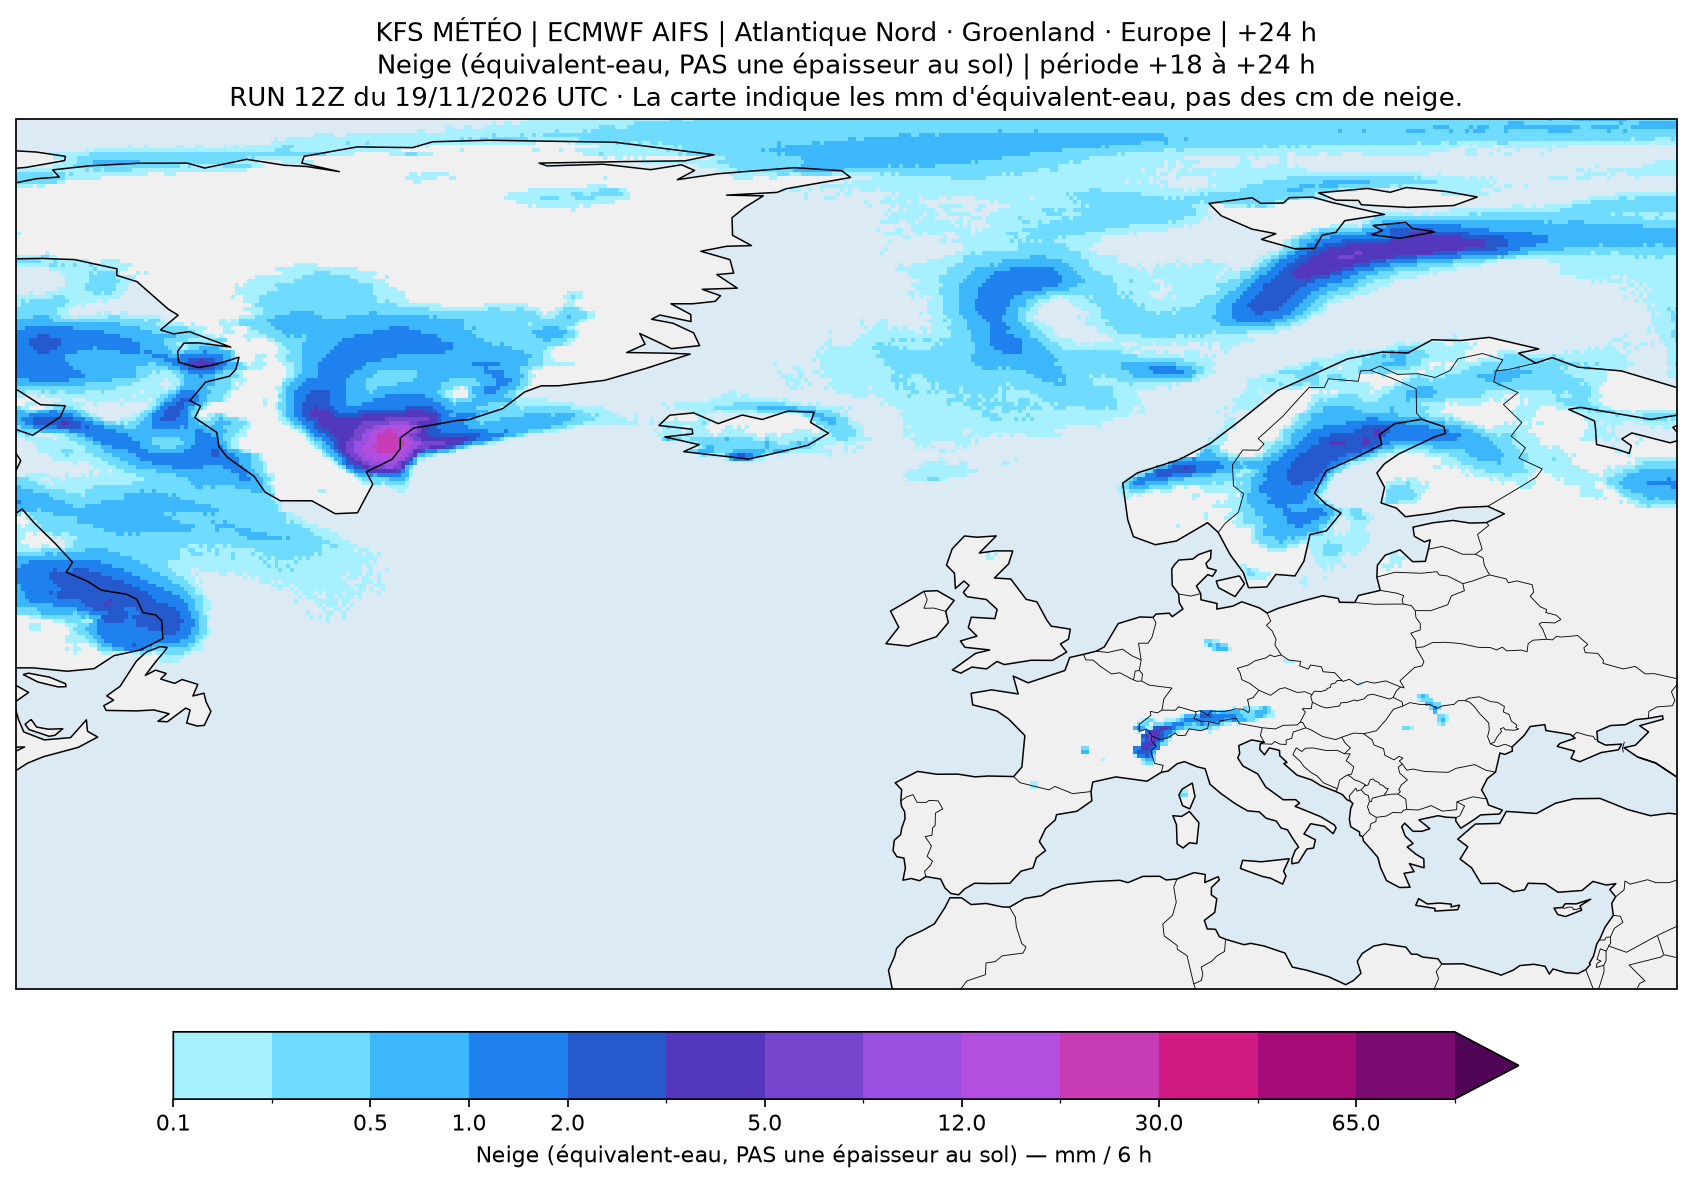 KFS MÉTÉO | ECMWF AIFS | Atlantique Nord · Groenland · Europe | +24 h
Neige (équivalent-eau, PAS une épaisseur au sol) | période +18 à +24 h
RUN 12Z du 19/11/2026 UTC · La carte indique les mm d'équivalent-eau, pas des cm de neige.
0.1 0.5 1.0 2.0 5.0 12.0 30.0 65.0
Neige (équivalent-eau, PAS une épaisseur au sol) — mm / 6 h